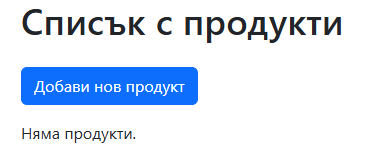 Списък с продукти
Добави нов продукт
Няма продукти.